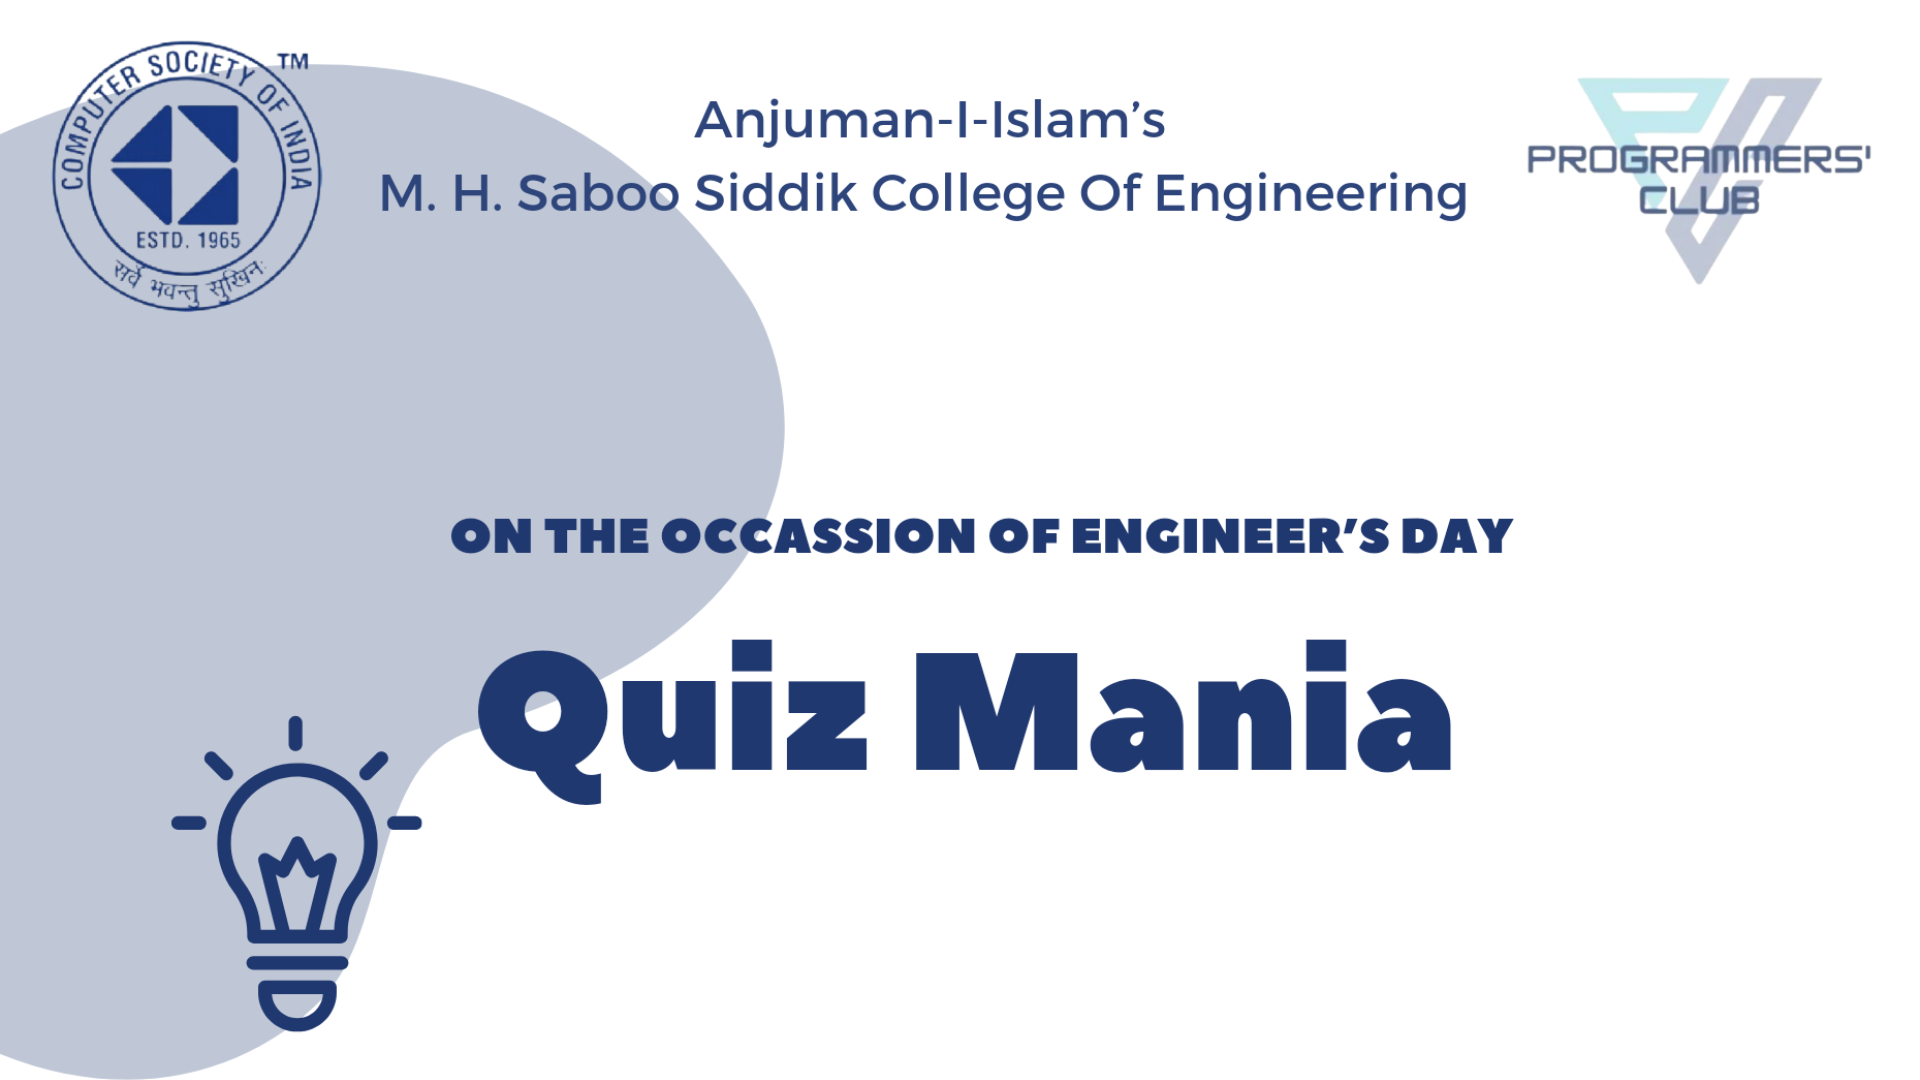 COMPUTER SOCIETY OF INDIA
TM
ESTD. 1965
सर्वे भवन्तु सुखिनः
Anjuman-I-Islam’s
M. H. Saboo Siddik College Of Engineering
PROGRAMMERS'
CLUB
ON THE OCCASSION OF ENGINEER’S DAY
Quiz Mania